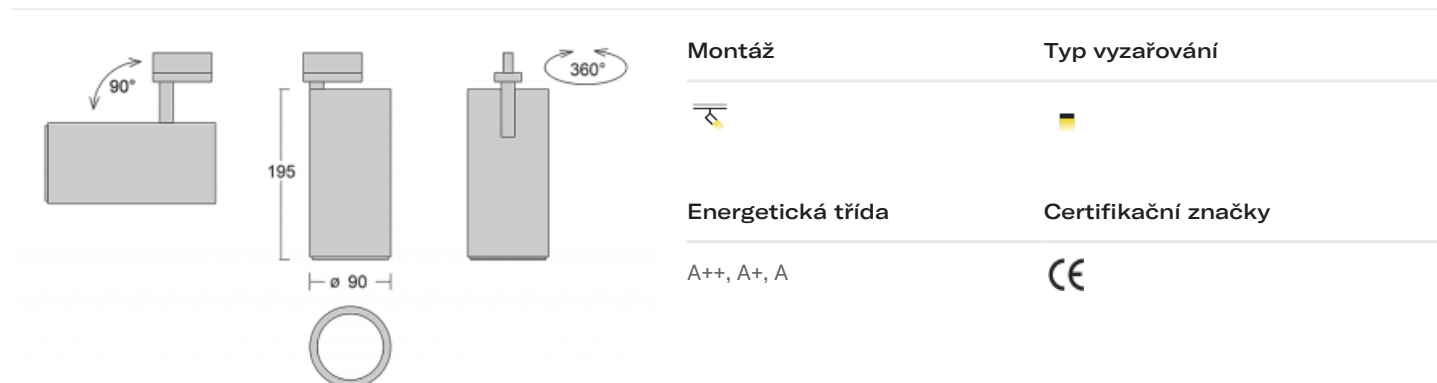 90°
360°
195
ø 90
Montáž
Typ vyzařování
Energetická třída
Certifikační značky
A++, A+, A
CE